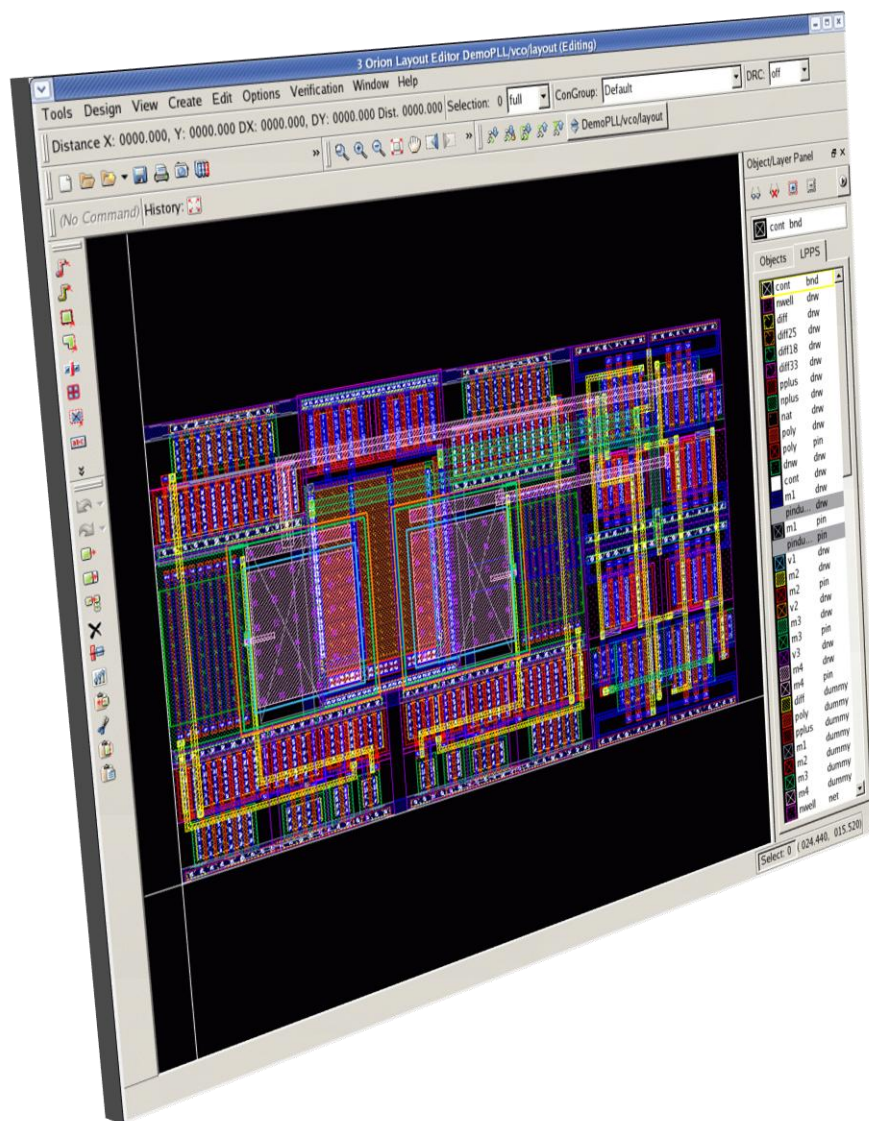 3 Orion Layout Editor DemoPLL/vco/layout (Editing)
Tools Design View Create Edit Options Verification Window Help
Distance X: 0000.000, Y: 0000.000 DX: 0000.000, DY: 0000.000 Dist. 0000.000 Selection: 0 full ConGroup: Default DRC: off
» » DemoPLL/vco/layout
(No Command) History:
abc
»
Object/Layer Panel
cont bnd
Objects LPPS
cont bnd
nwell drw
diff drw
diff25 drw
diff18 drw
diff33 drw
pplus drw
nplus drw
nat drw
poly drw
poly pin
dnw drw
cont drw
m1 drw
pindu... drw
m1 pin
pindu... pin
v1 drw
m2 drw
m2 pin
v2 drw
m3 drw
m3 pin
v3 drw
m4 drw
m4 pin
diff dummy
poly dummy
pplus dummy
m1 dummy
m2 dummy
m3 dummy
m4 dummy
nwell net
Select: 0 (024.440, 015.520)